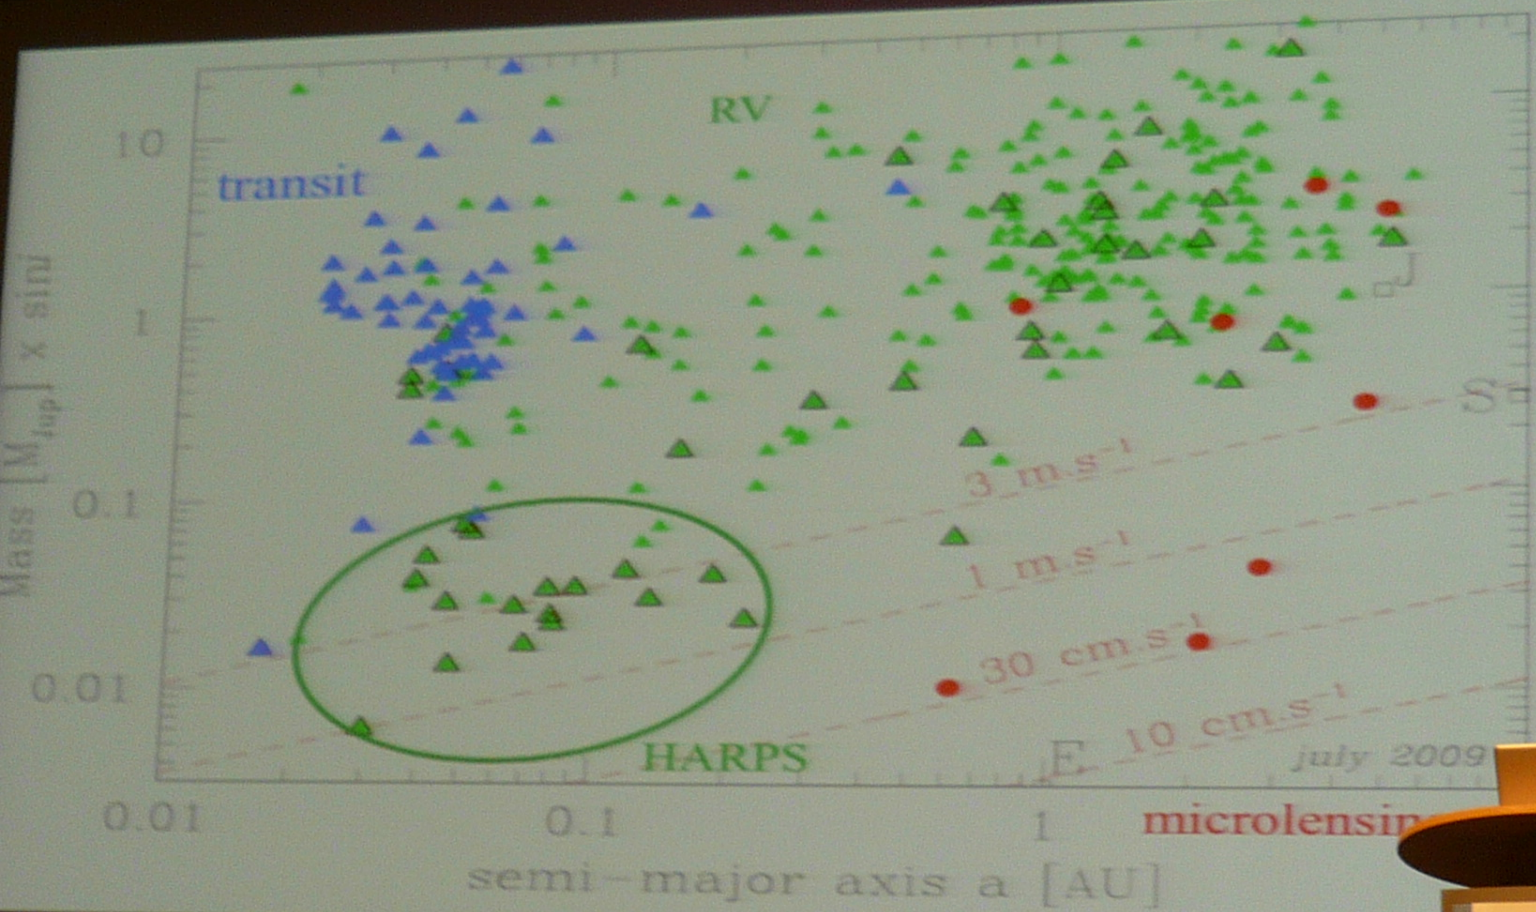 RV
10
transit
J
1
S
3 m.s⁻¹
0.1
1 m.s⁻¹
30 cm.s⁻¹
0.01
10 cm.s⁻¹
HARPS
E
july 2009
0.01
0.1
1
microlensin
semi-major axis a [AU]
Mass [M_Jup] x sini